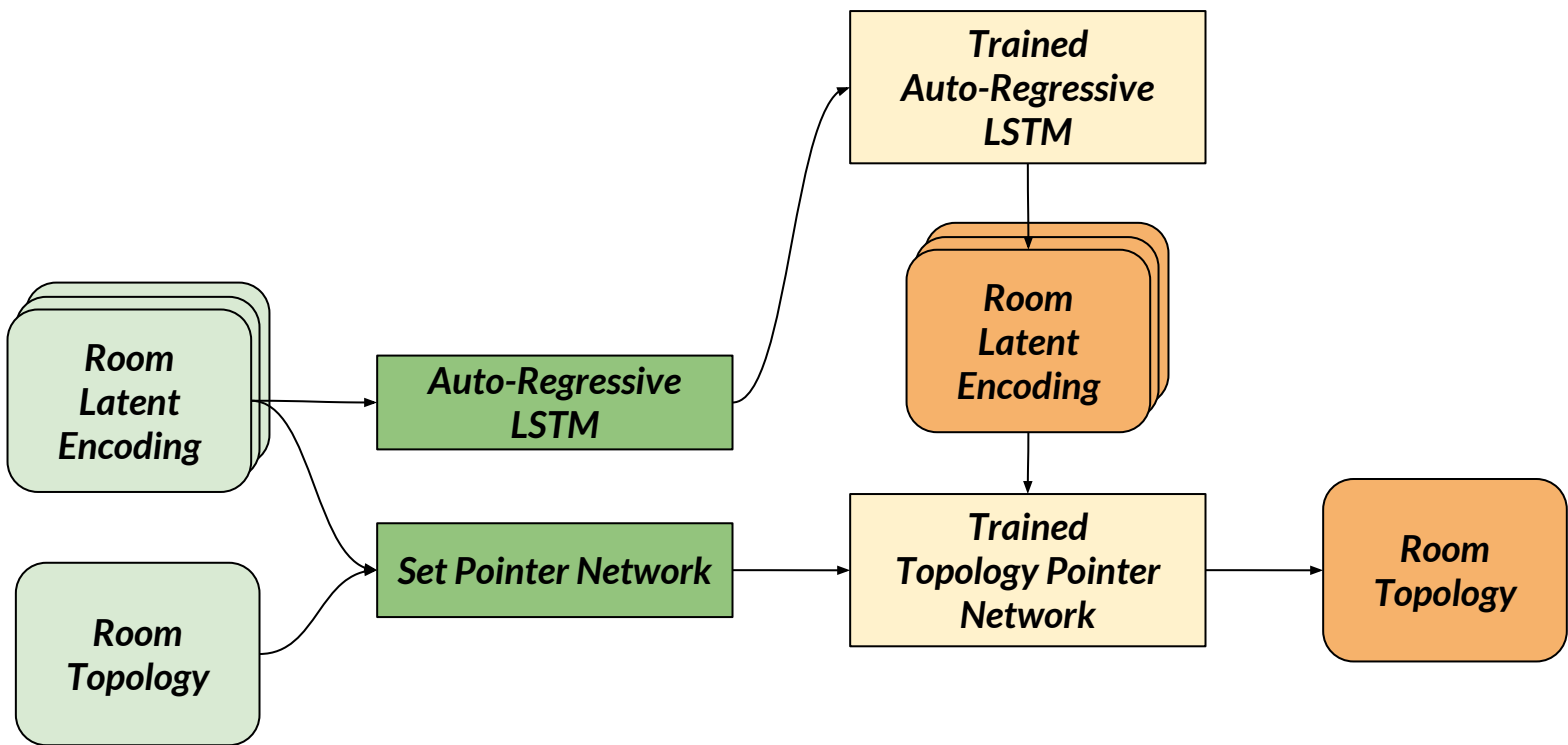 Trained
Auto-Regressive
LSTM
Room
Latent
Encoding
Room
Latent
Encoding
Auto-Regressive
LSTM
Set Pointer Network
Trained
Topology Pointer
Network
Room
Topology
Room
Topology